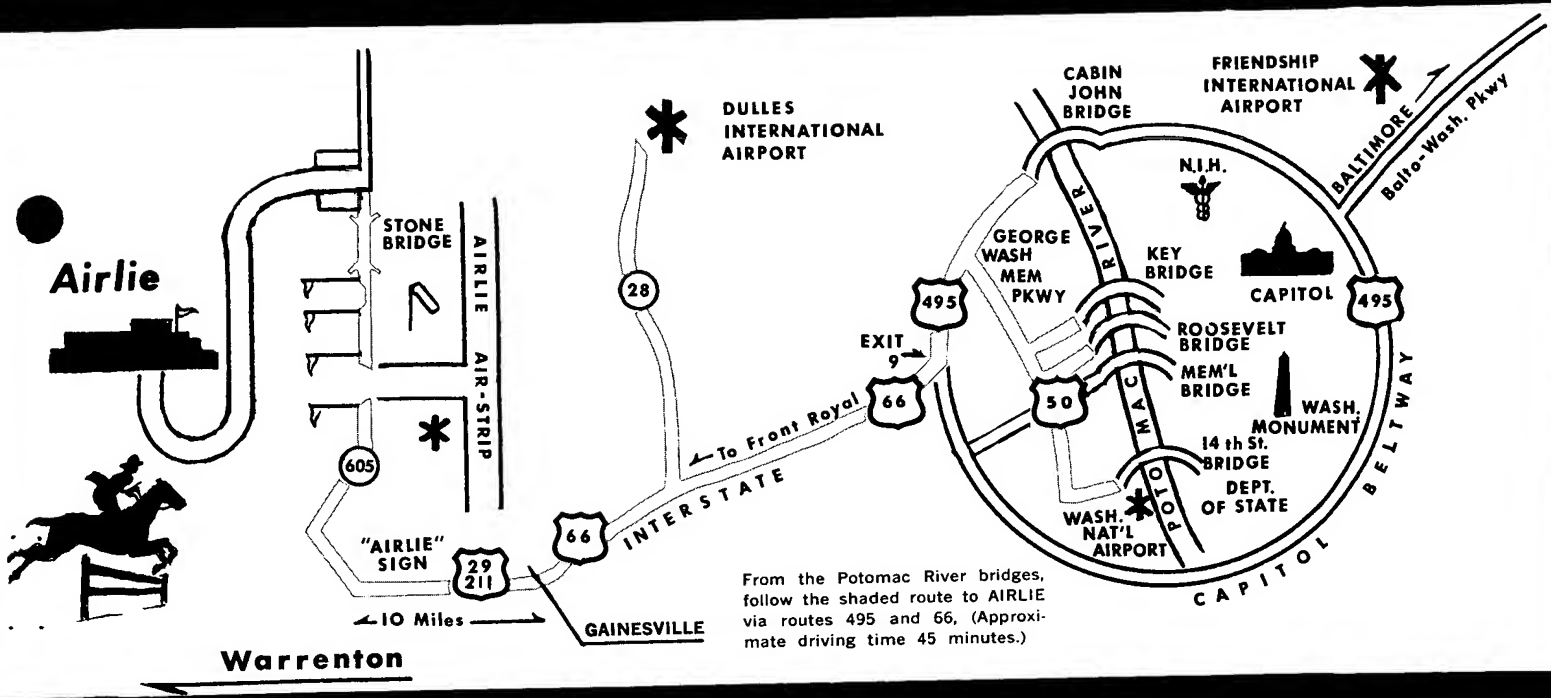 Airlie
STONE
BRIDGE
AIRLIE AIR-STRIP
605
"AIRLIE"
SIGN
29
211
10 Miles
Warrenton
GAINESVILLE
DULLES
INTERNATIONAL
AIRPORT
28
66
INTERSTATE
To Front Royal
66
EXIT
9
495
GEORGE
WASH
MEM
PKWY
50
CABIN
JOHN
BRIDGE
FRIENDSHIP
INTERNATIONAL
AIRPORT
BALTIMORE
Balto-Wash. Pkwy
N.I.H.
POTOMAC RIVER
KEY
BRIDGE
CAPITOL
495
ROOSEVELT
BRIDGE
MEM'L
BRIDGE
WASH.
MONUMENT
14 th St.
BRIDGE
DEPT.
OF STATE
WASH.
NAT'L
AIRPORT
CAPITOL BELTWAY
From the Potomac River bridges,
follow the shaded route to AIRLIE
via routes 495 and 66, (Approxi-
mate driving time 45 minutes.)